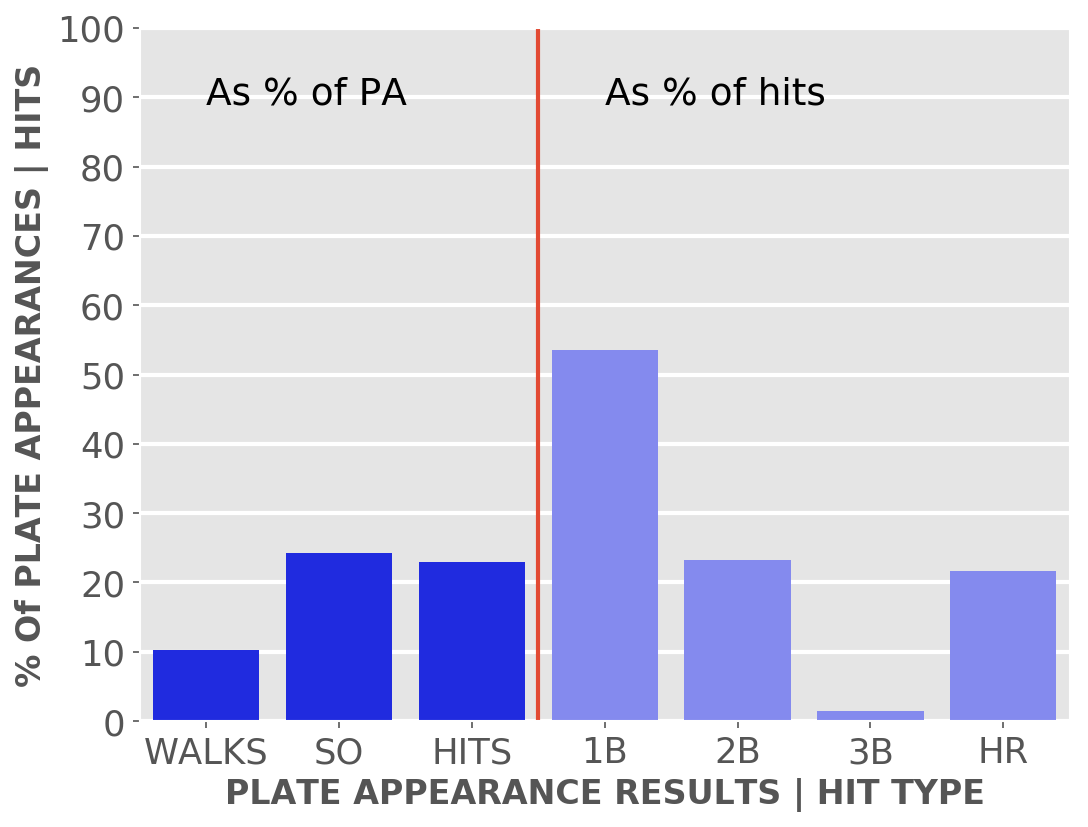 % Of PLATE APPEARANCES | HITS
100
90
80
70
60
50
40
30
20
10
0
As % of PA
As % of hits
WALKS SO HITS 1B 2B 3B HR
PLATE APPEARANCE RESULTS | HIT TYPE